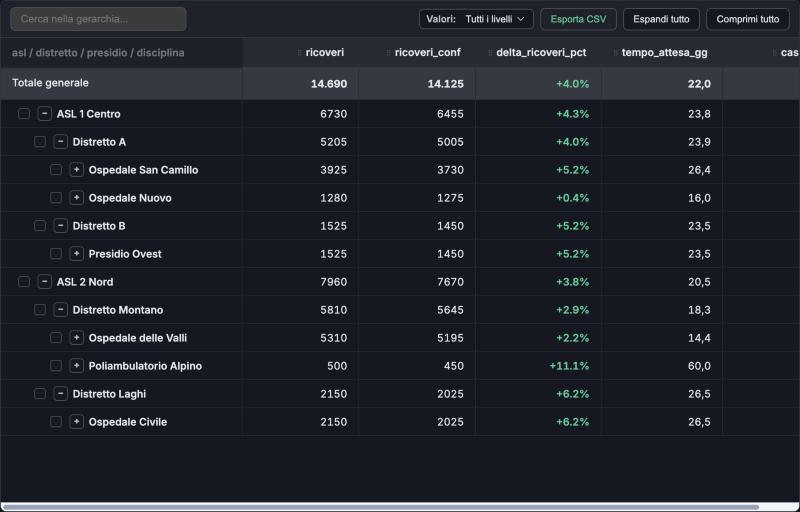 Cerca nella gerarchia... Valori: Tutti i livelli Esporta CSV Espandi tutto Comprimi tutto
asl / distretto / presidio / disciplina ricoveri ricoveri_conf delta_ricoveri_pct tempo_attesa_gg cas
Totale generale 14.690 14.125 +4.0% 22,0
ASL 1 Centro 6730 6455 +4.3% 23,8
Distretto A 5205 5005 +4.0% 23,9
Ospedale San Camillo 3925 3730 +5.2% 26,4
Ospedale Nuovo 1280 1275 +0.4% 16,0
Distretto B 1525 1450 +5.2% 23,5
Presidio Ovest 1525 1450 +5.2% 23,5
ASL 2 Nord 7960 7670 +3.8% 20,5
Distretto Montano 5810 5645 +2.9% 18,3
Ospedale delle Valli 5310 5195 +2.2% 14,4
Poliambulatorio Alpino 500 450 +11.1% 60,0
Distretto Laghi 2150 2025 +6.2% 26,5
Ospedale Civile 2150 2025 +6.2% 26,5